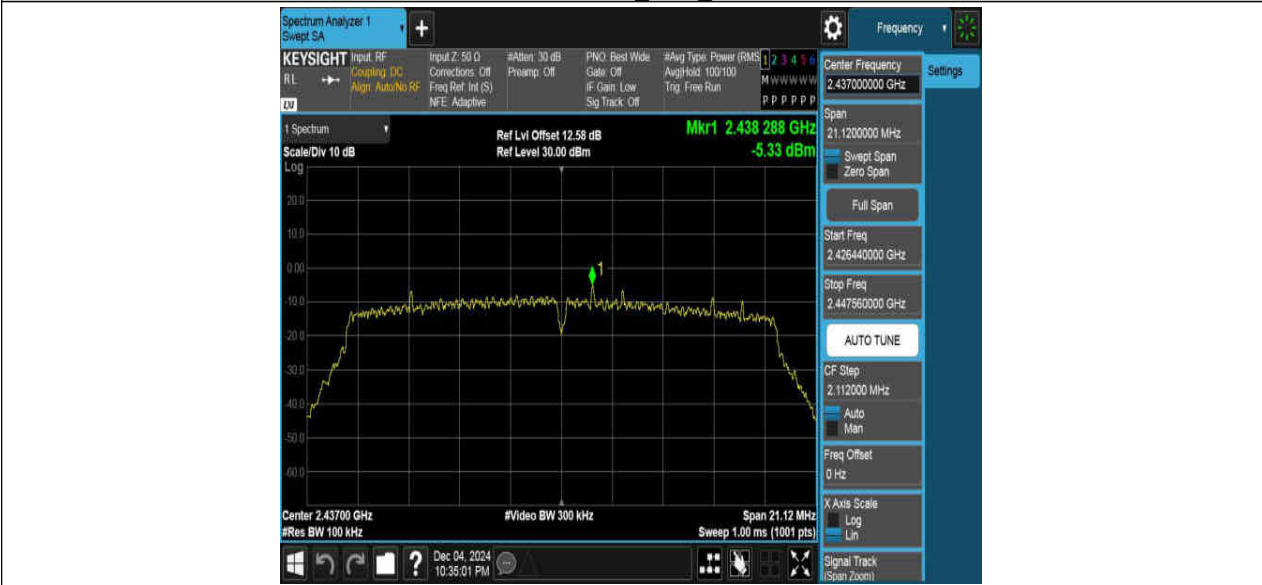 Spectrum Analyzer 1
Swept SA
+
Frequency
KEYSIGHT
RL
LXI
Input: RF
Coupling: DC
Align: Auto/No RF
Input Z: 50 Ω
Corrections: Off
Freq Ref: Int (S)
NFE: Adaptive
#Atten: 30 dB
Preamp: Off
PNO: Best Wide
Gate: Off
IF Gain: Low
Sig Track: Off
#Avg Type: Power (RMS
Avg|Hold: 100/100
Trig: Free Run
1 2 3 4 5 6
M W W W W W
P P P P P P
1 Spectrum
Scale/Div 10 dB
Log
Ref Lvl Offset 12.58 dB
Ref Level 30.00 dBm
Mkr1 2.438 288 GHz
-5.33 dBm
20.0
10.0
0.00
-10.0
-20.0
-30.0
-40.0
-50.0
-60.0
1
Center 2.43700 GHz
#Res BW 100 kHz
#Video BW 300 kHz
Span 21.12 MHz
Sweep 1.00 ms (1001 pts)
?
Dec 04, 2024
10:35:01 PM
Center Frequency
2.437000000 GHz
Settings
Span
21.1200000 MHz
Swept Span
Zero Span
Full Span
Start Freq
2.426440000 GHz
Stop Freq
2.447560000 GHz
AUTO TUNE
CF Step
2.112000 MHz
Auto
Man
Freq Offset
0 Hz
X Axis Scale
Log
Lin
Signal Track
(Span Zoom)